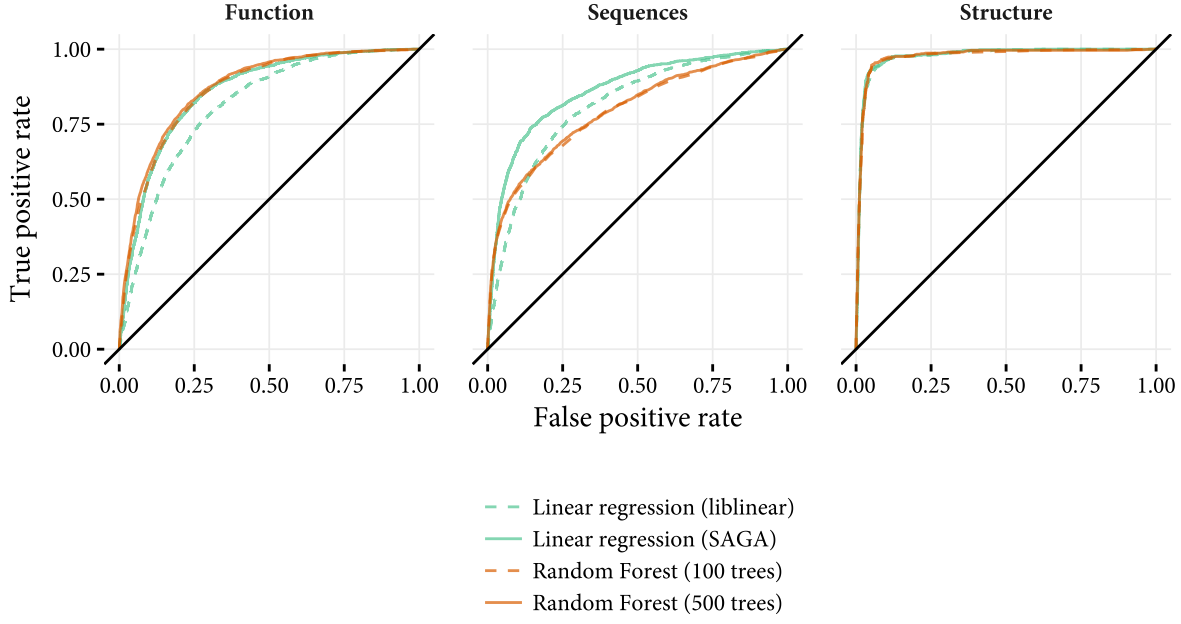 Function Sequences Structure
True positive rate
1.00
0.75
0.50
0.25
0.00
0.00 0.25 0.50 0.75 1.00 0.00 0.25 0.50 0.75 1.00 0.00 0.25 0.50 0.75 1.00
False positive rate
Linear regression (liblinear)
Linear regression (SAGA)
Random Forest (100 trees)
Random Forest (500 trees)